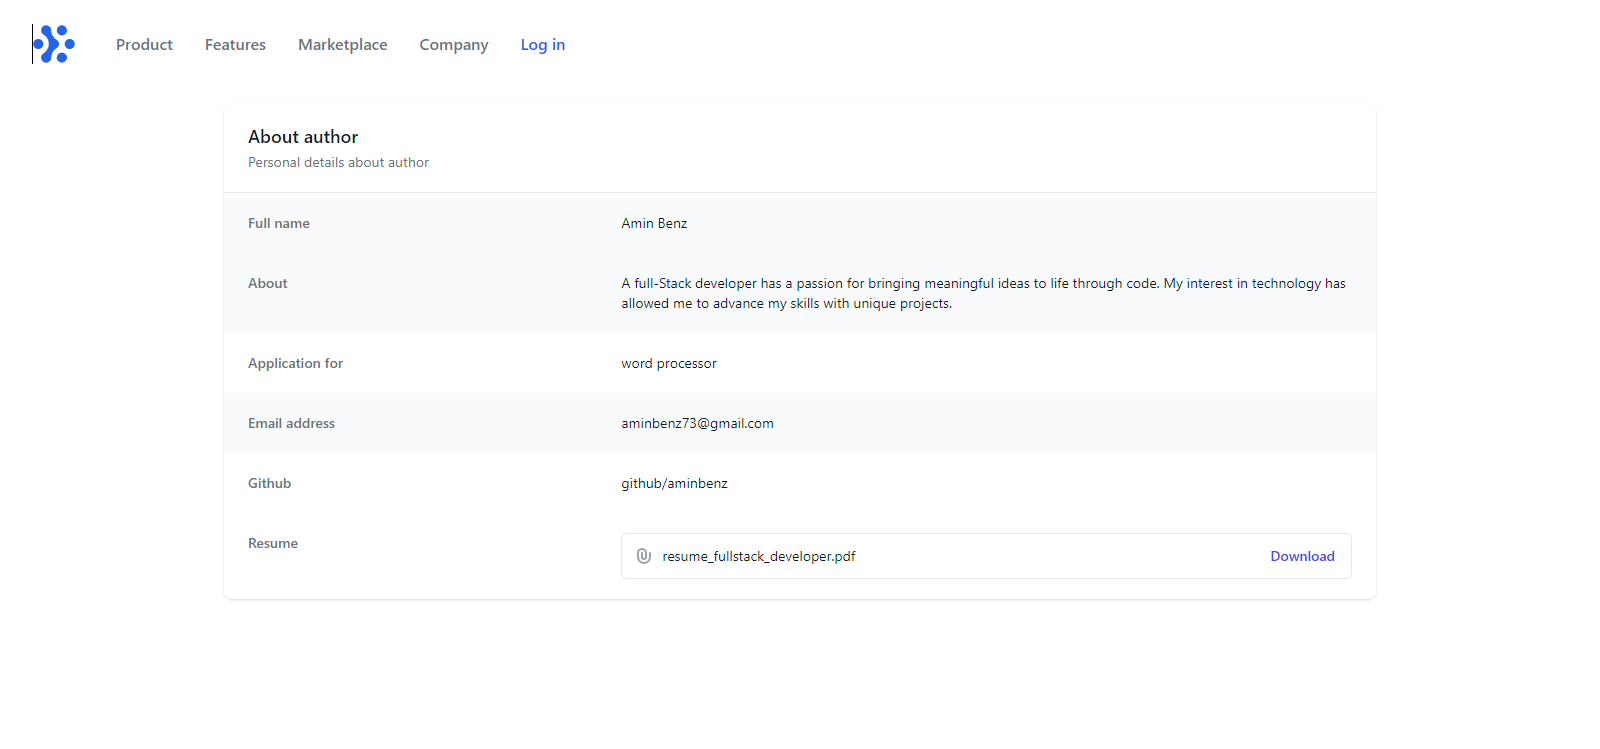 Product Features Marketplace Company Log in
About author
Personal details about author
Full name Amin Benz
About A full-Stack developer has a passion for bringing meaningful ideas to life through code. My interest in technology has
allowed me to advance my skills with unique projects.
Application for word processor
Email address aminbenz73@gmail.com
Github github/aminbenz
Resume resume_fullstack_developer.pdf Download